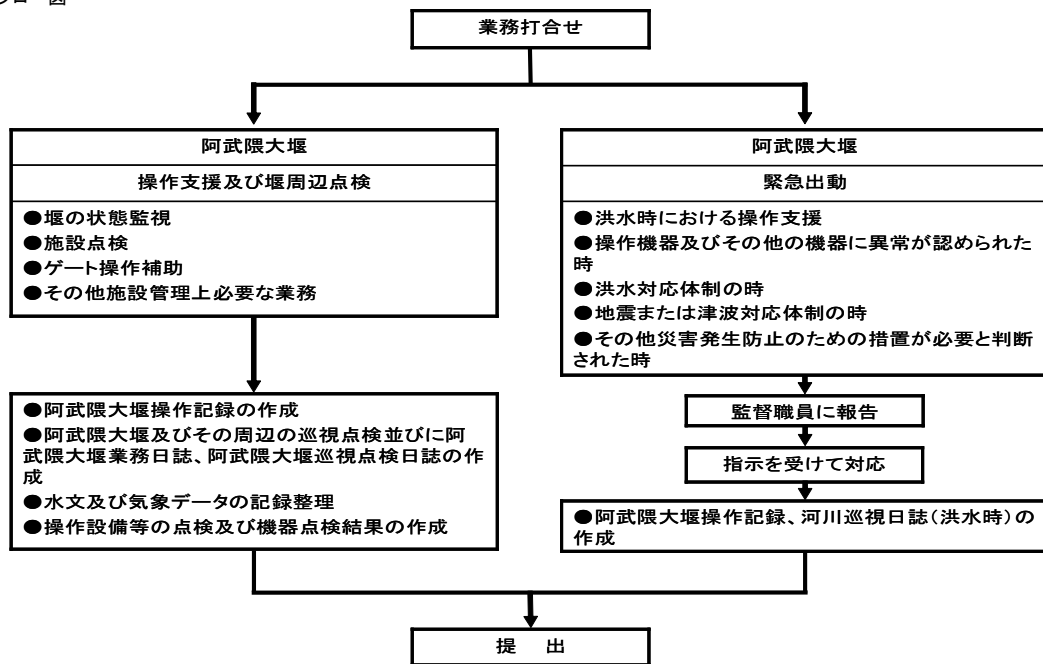 フロー図
業務打合せ
阿武隈大堰
操作支援及び堰周辺点検
●堰の状態監視
●施設点検
●ゲート操作補助
●その他施設管理上必要な業務
●阿武隈大堰操作記録の作成
●阿武隈大堰及びその周辺の巡視点検並びに阿
武隈大堰業務日誌、阿武隈大堰巡視点検日誌の作
成
●水文及び気象データの記録整理
●操作設備等の点検及び機器点検結果の作成
阿武隈大堰
緊急出動
●洪水時における操作支援
●操作機器及びその他の機器に異常が認められた
時
●洪水対応体制の時
●地震または津波対応体制の時
●その他災害発生防止のための措置が必要と判断
された時
監督職員に報告
指示を受けて対応
●阿武隈大堰操作記録、河川巡視日誌(洪水時)の
作成
提　出